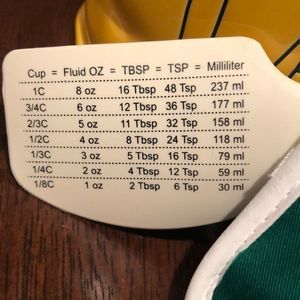 Cup = Fluid OZ = TBSP = TSP = Milliliter
1C 8 oz 16 Tbsp 48 Tsp 237 ml
3/4C 6 oz 12 Tbsp 36 Tsp 177 ml
2/3C 5 oz 11 Tbsp 32 Tsp 158 ml
1/2C 4 oz 8 Tbsp 24 Tsp 118 ml
1/3C 3 oz 5 Tbsp 16 Tsp 79 ml
1/4C 2 oz 4 Tbsp 12 Tsp 59 ml
1/8C 1 oz 2 Tbsp 6 Tsp 30 ml